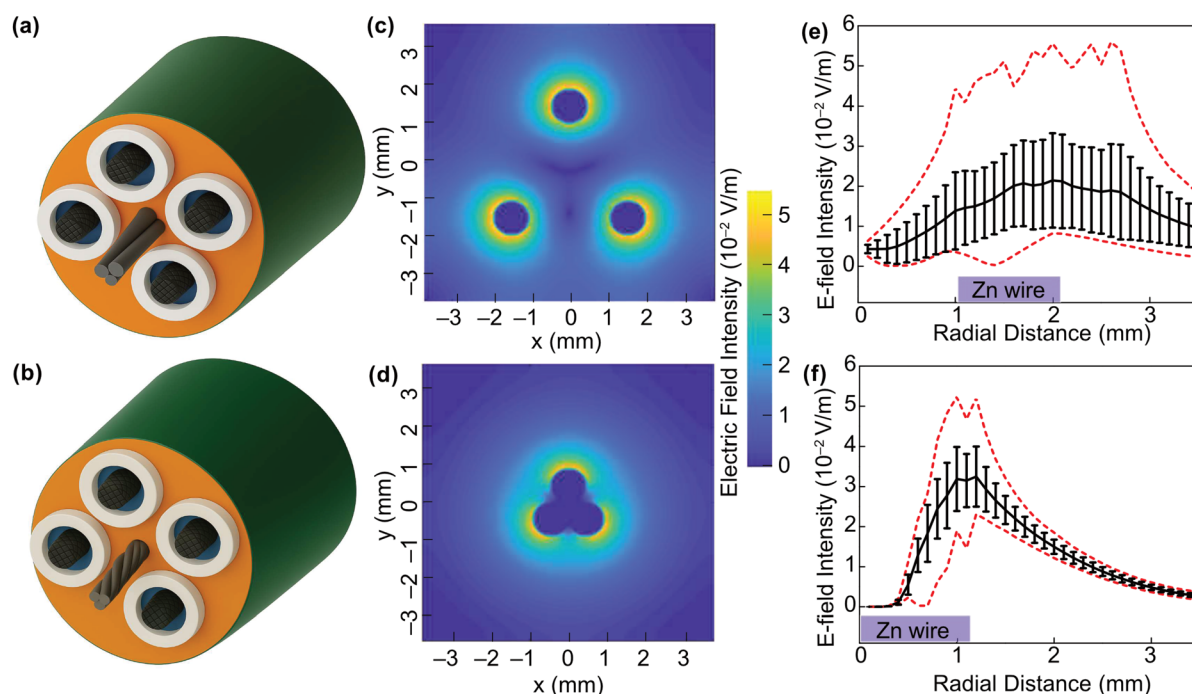 (a)
(b)
(c)
3
2
1
0
−1
−2
−3
y (mm)
−3 −2 −1 0 1 2 3
x (mm)
(d)
3
2
1
0
−1
−2
−3
y (mm)
−3 −2 −1 0 1 2 3
x (mm)
Electric Field Intensity (10⁻² V/m)
5
4
3
2
1
0
(e)
6
5
4
3
2
1
0
E-field Intensity (10⁻² V/m)
Zn wire
0 1 2 3
Radial Distance (mm)
(f)
6
5
4
3
2
1
0
E-field Intensity (10⁻² V/m)
Zn wire
0 1 2 3
Radial Distance (mm)